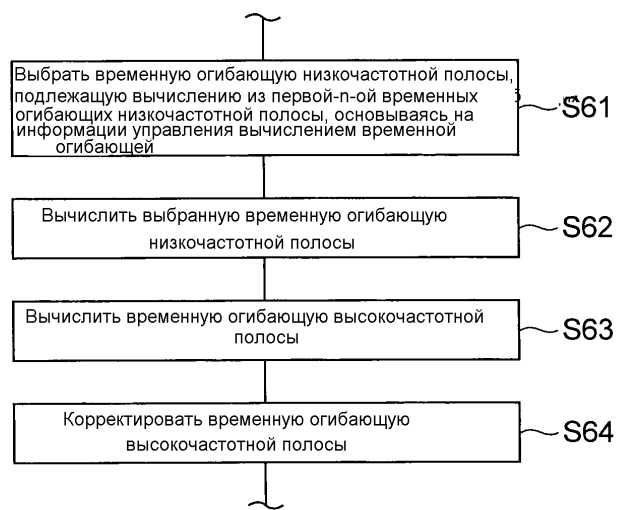 Выбрать временную огибающую низкочастотной полосы,
подлежащую вычислению из первой-n-ой временных
огибающих низкочастотной полосы, основываясь на
информации управления вычислением временной
огибающей
S61
Вычислить выбранную временную огибающую
низкочастотной полосы
S62
Вычислить временную огибающую высокочастотной
полосы
S63
Корректировать временную огибающую
высокочастотной полосы
S64